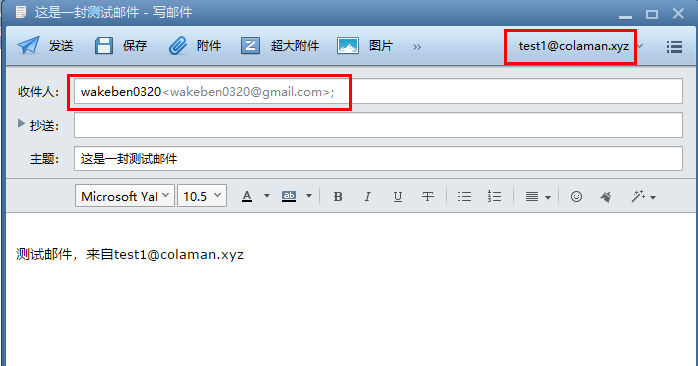 这是一封测试邮件 - 写邮件
发送 保存 附件 超大附件 图片 » test1@colaman.xyz
收件人: wakeben0320<wakeben0320@gmail.com>;
抄送:
主题: 这是一封测试邮件
Microsoft Yal 10.5 A ab B I U T
测试邮件，来自test1@colaman.xyz